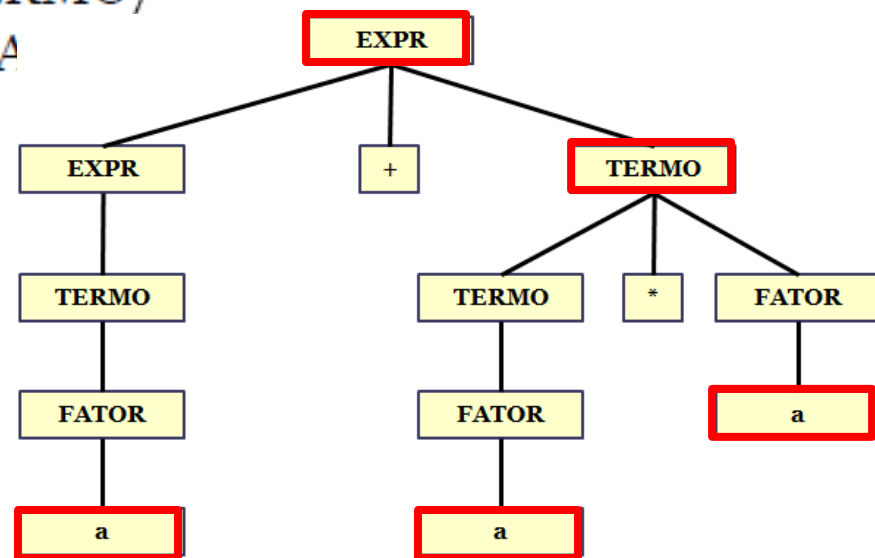 EXPR
EXPR + TERMO
TERMO TERMO * FATOR
FATOR FATOR a
a a